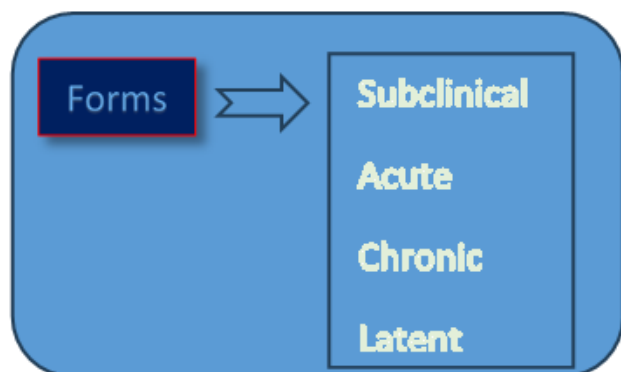 Forms
Subclinical
Acute
Chronic
Latent